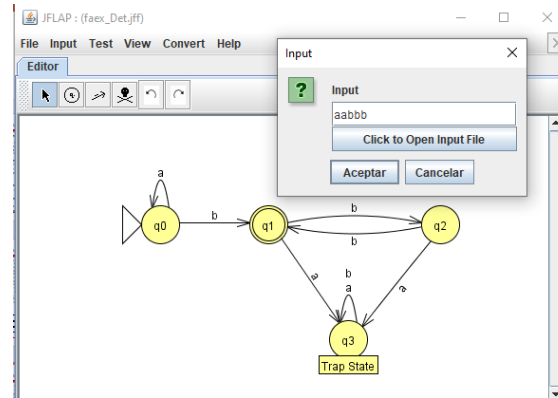 JFLAP : (faex_Det.jff)
File Input Test View Convert Help
Editor
Input
?
Input
aabbb
Click to Open Input File
Aceptar Cancelar
a
q0
b
q1
b
b
q2
a
b
a
a
q3
Trap State